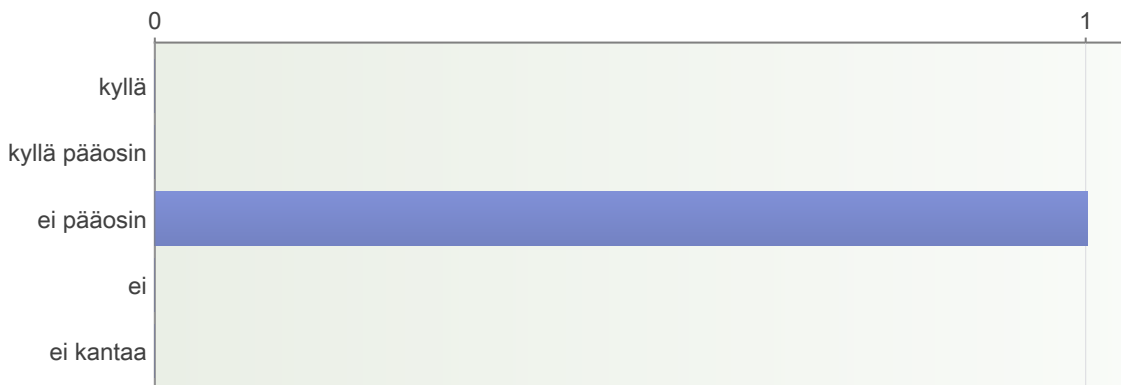 0 1
kyllä
kyllä pääosin
ei pääosin
ei
ei kantaa